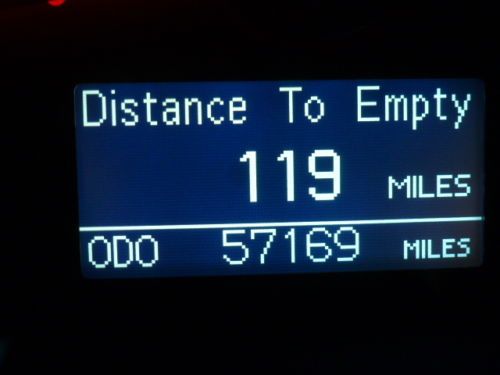 Distance To Empty
119 MILES
ODO 57169 MILES